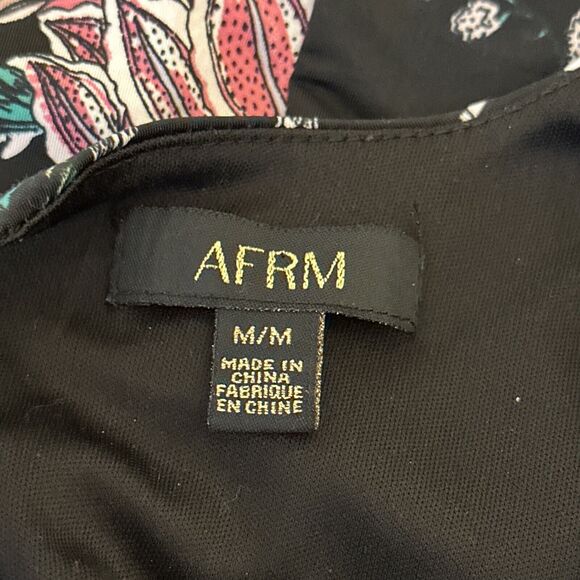 AFRM
M/M
MADE IN
CHINA
FABRIQUE
EN CHINE